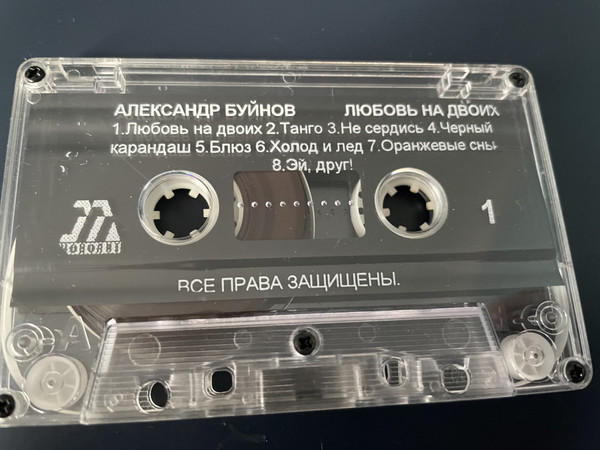 АЛЕКСАНДР БУЙНОВ ЛЮБОВЬ НА ДВОИХ
1.Любовь на двоих 2.Танго 3.Не сердись 4.Черный
карандаш 5.Блюз 6.Холод и лед 7.Оранжевые сны
8.Эй, друг!
1
ВСЕ ПРАВА ЗАЩИЩЕНЫ.